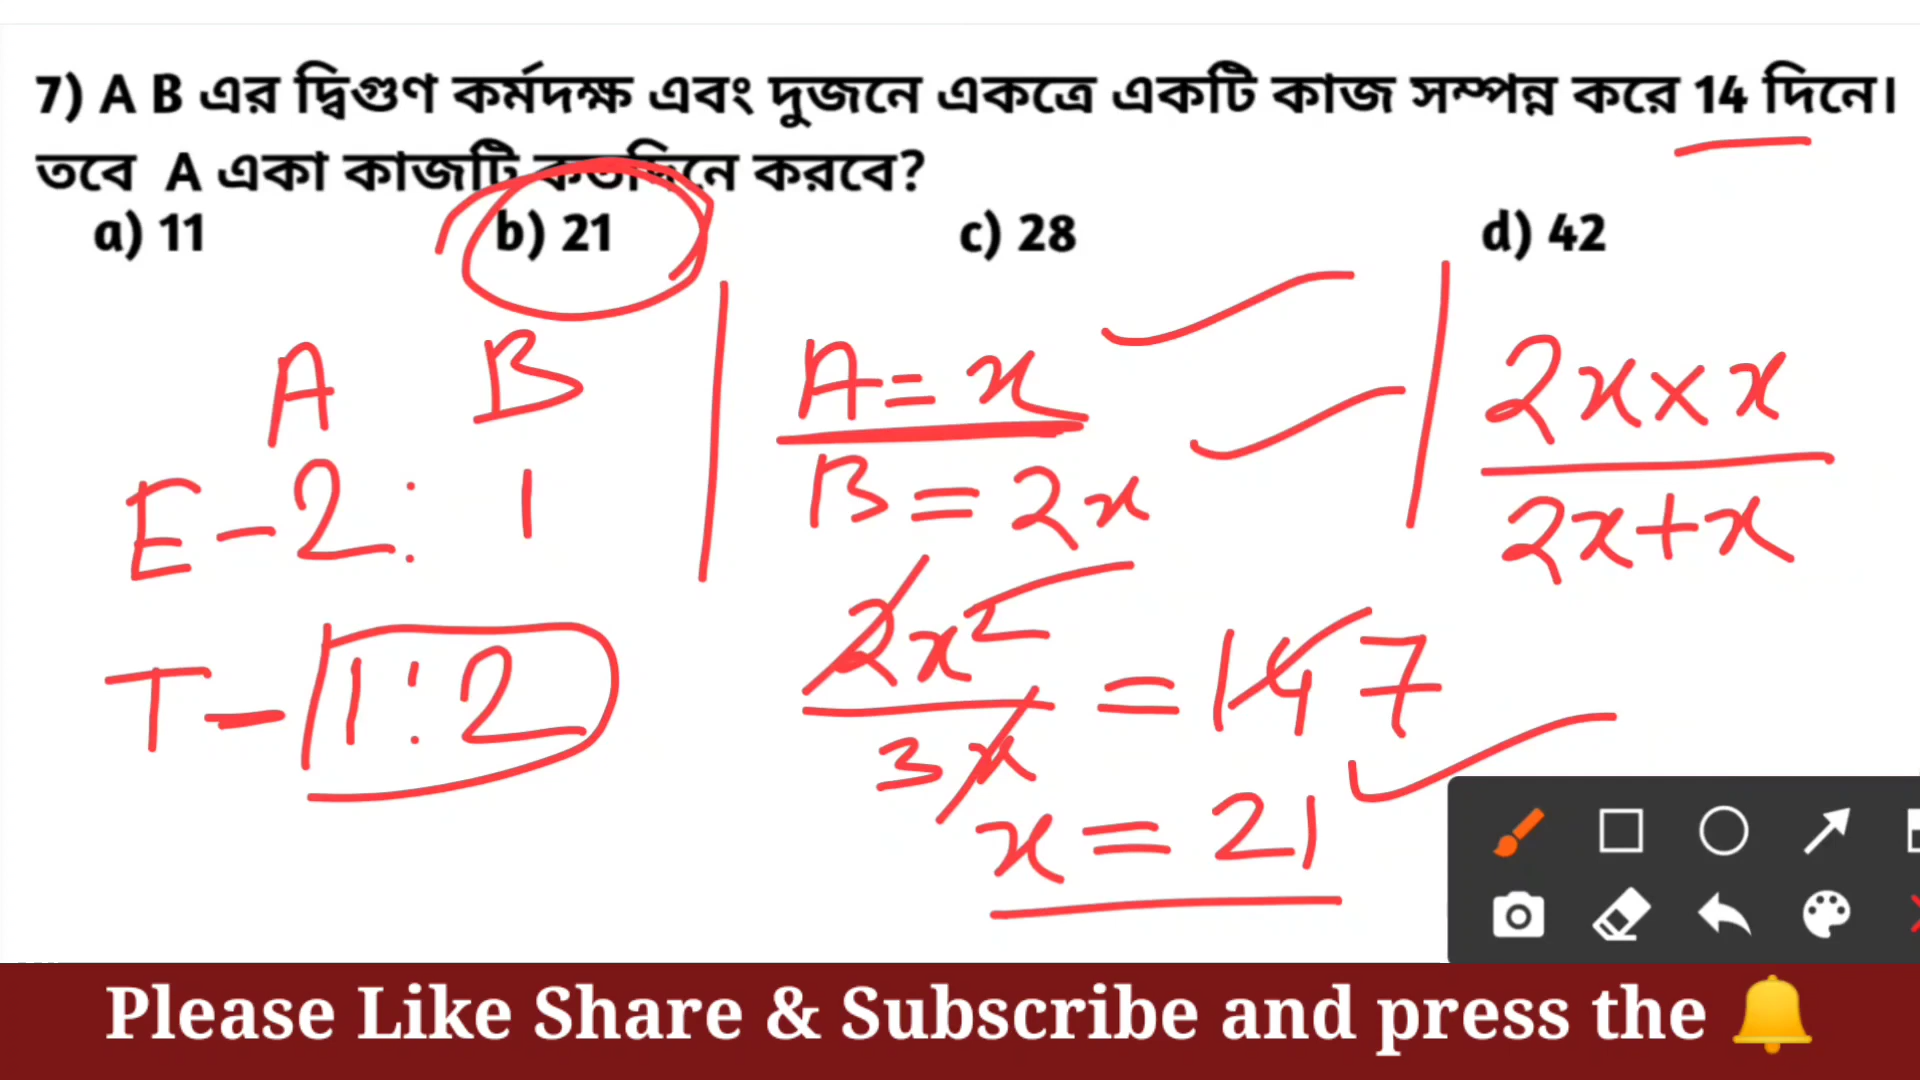 7) A B এর দ্বিগুণ কর্মদক্ষ এবং দুজনে একত্রে একটি কাজ সম্পন্ন করে 14 দিনে।
তবে A একা কাজটি কতদিনে করবে?
a) 11 b) 21 c) 28 d) 42
A B
E - 2 : 1
T - 1 : 2
A = x
B = 2x
2x × x
2x + x
2x²
3x
= 14 7
x = 21
Please Like Share & Subscribe and press the 🔔